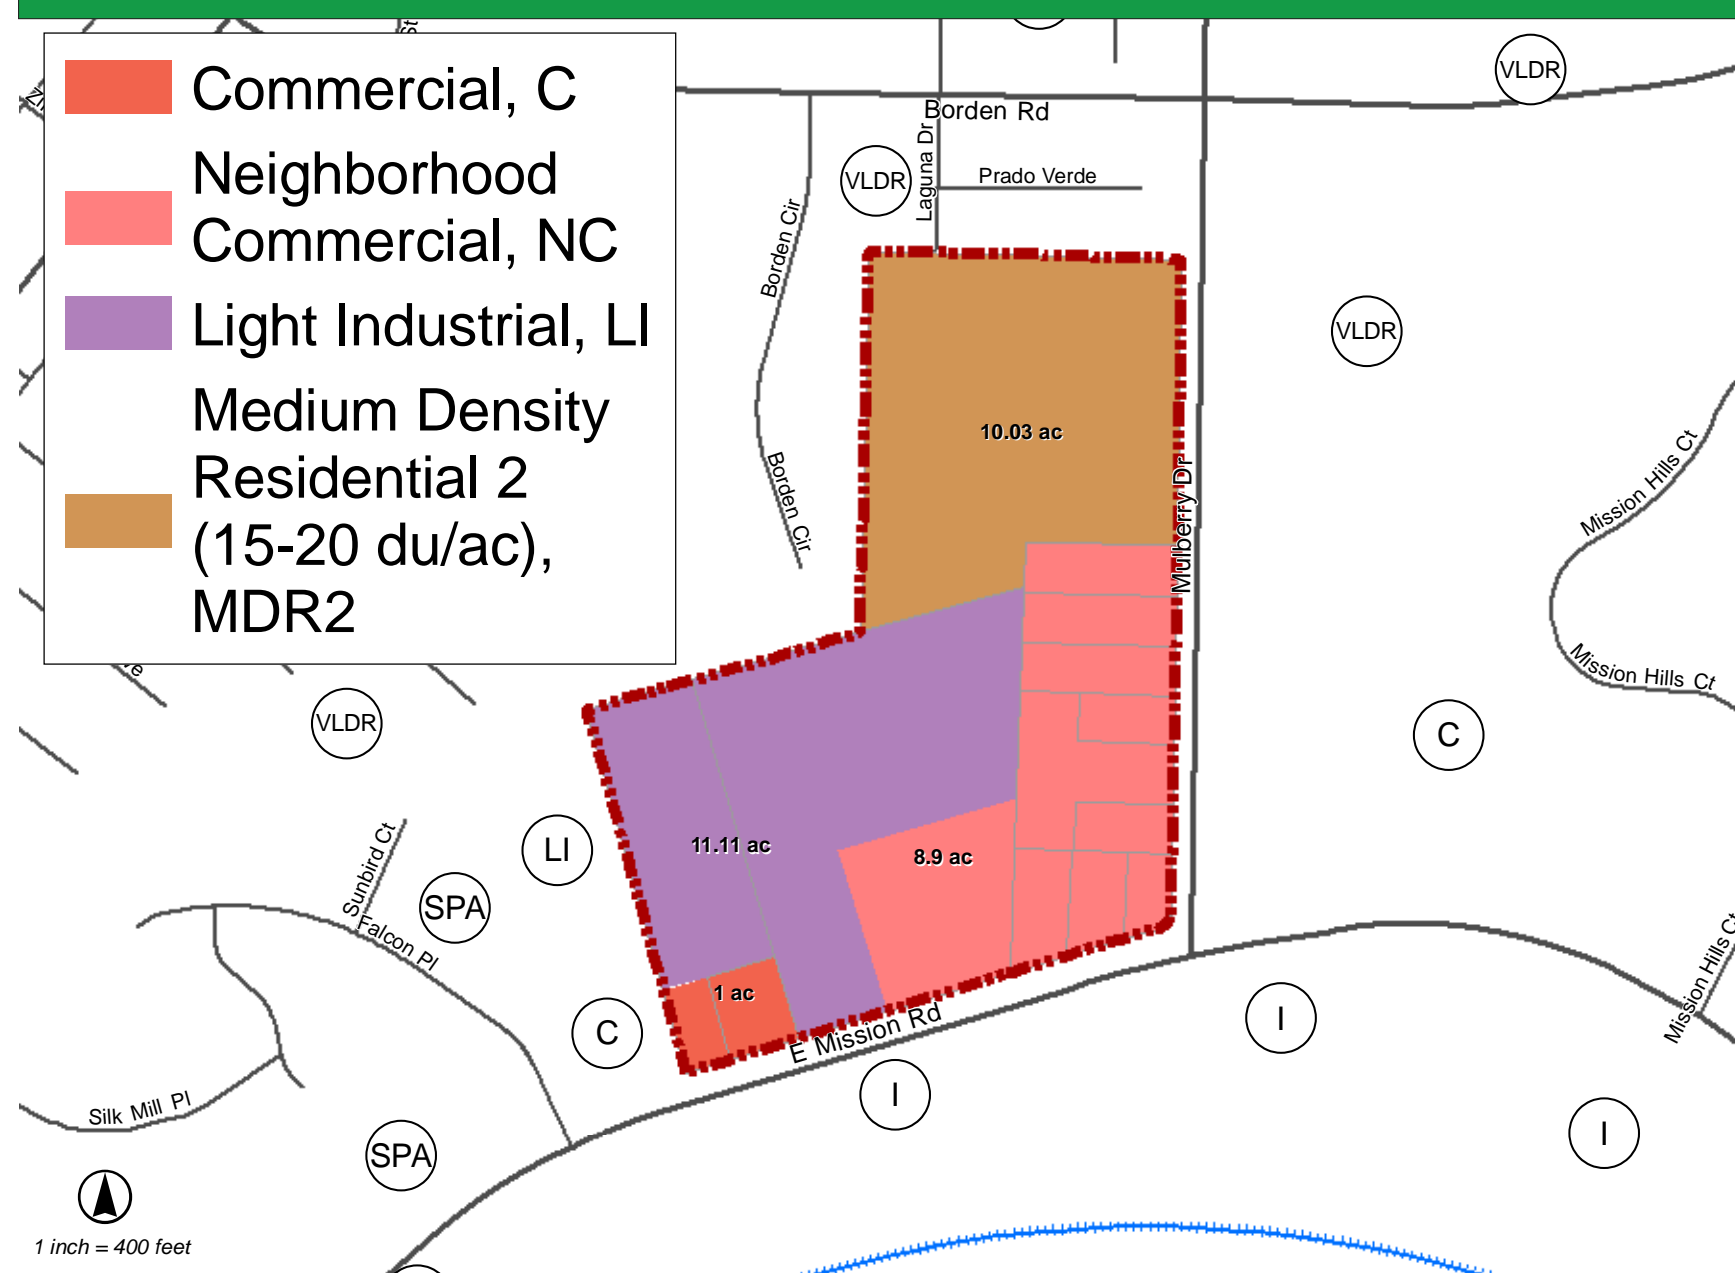 Commercial, C
Neighborhood
Commercial, NC
Light Industrial, LI
Medium Density
Residential 2
(15-20 du/ac),
MDR2
St
VLDR
Borden Rd
Laguna Dr
VLDR
Prado Verde
Borden Cir
VLDR
10.03 ac
Borden Cir
Mulberry Dr
Mission Hills Ct
Mission Hills Ct
VLDR
C
LI
11.11 ac
8.9 ac
Sunbird Ct
SPA
Falcon Pl
Mission Hills Ct
1 ac
C
E Mission Rd
I
I
I
Silk Mill Pl
SPA
1 inch = 400 feet